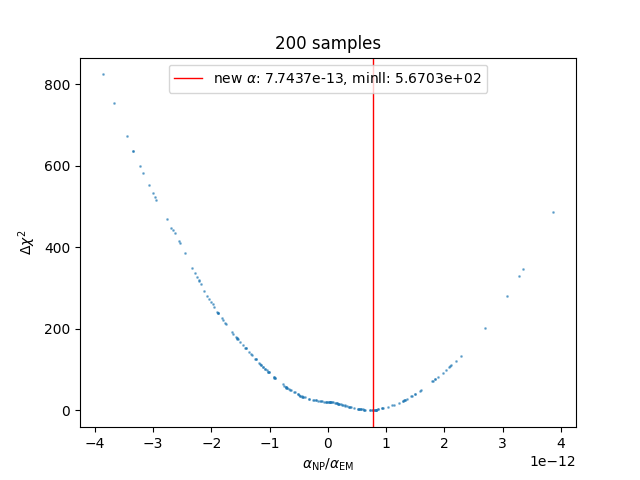 200 samples
new α: 7.7437e-13, minll: 5.6703e+02
800
600
400
200
0
Δχ²
−4 −3 −2 −1 0 1 2 3 4
1e−12
α_NP/α_EM